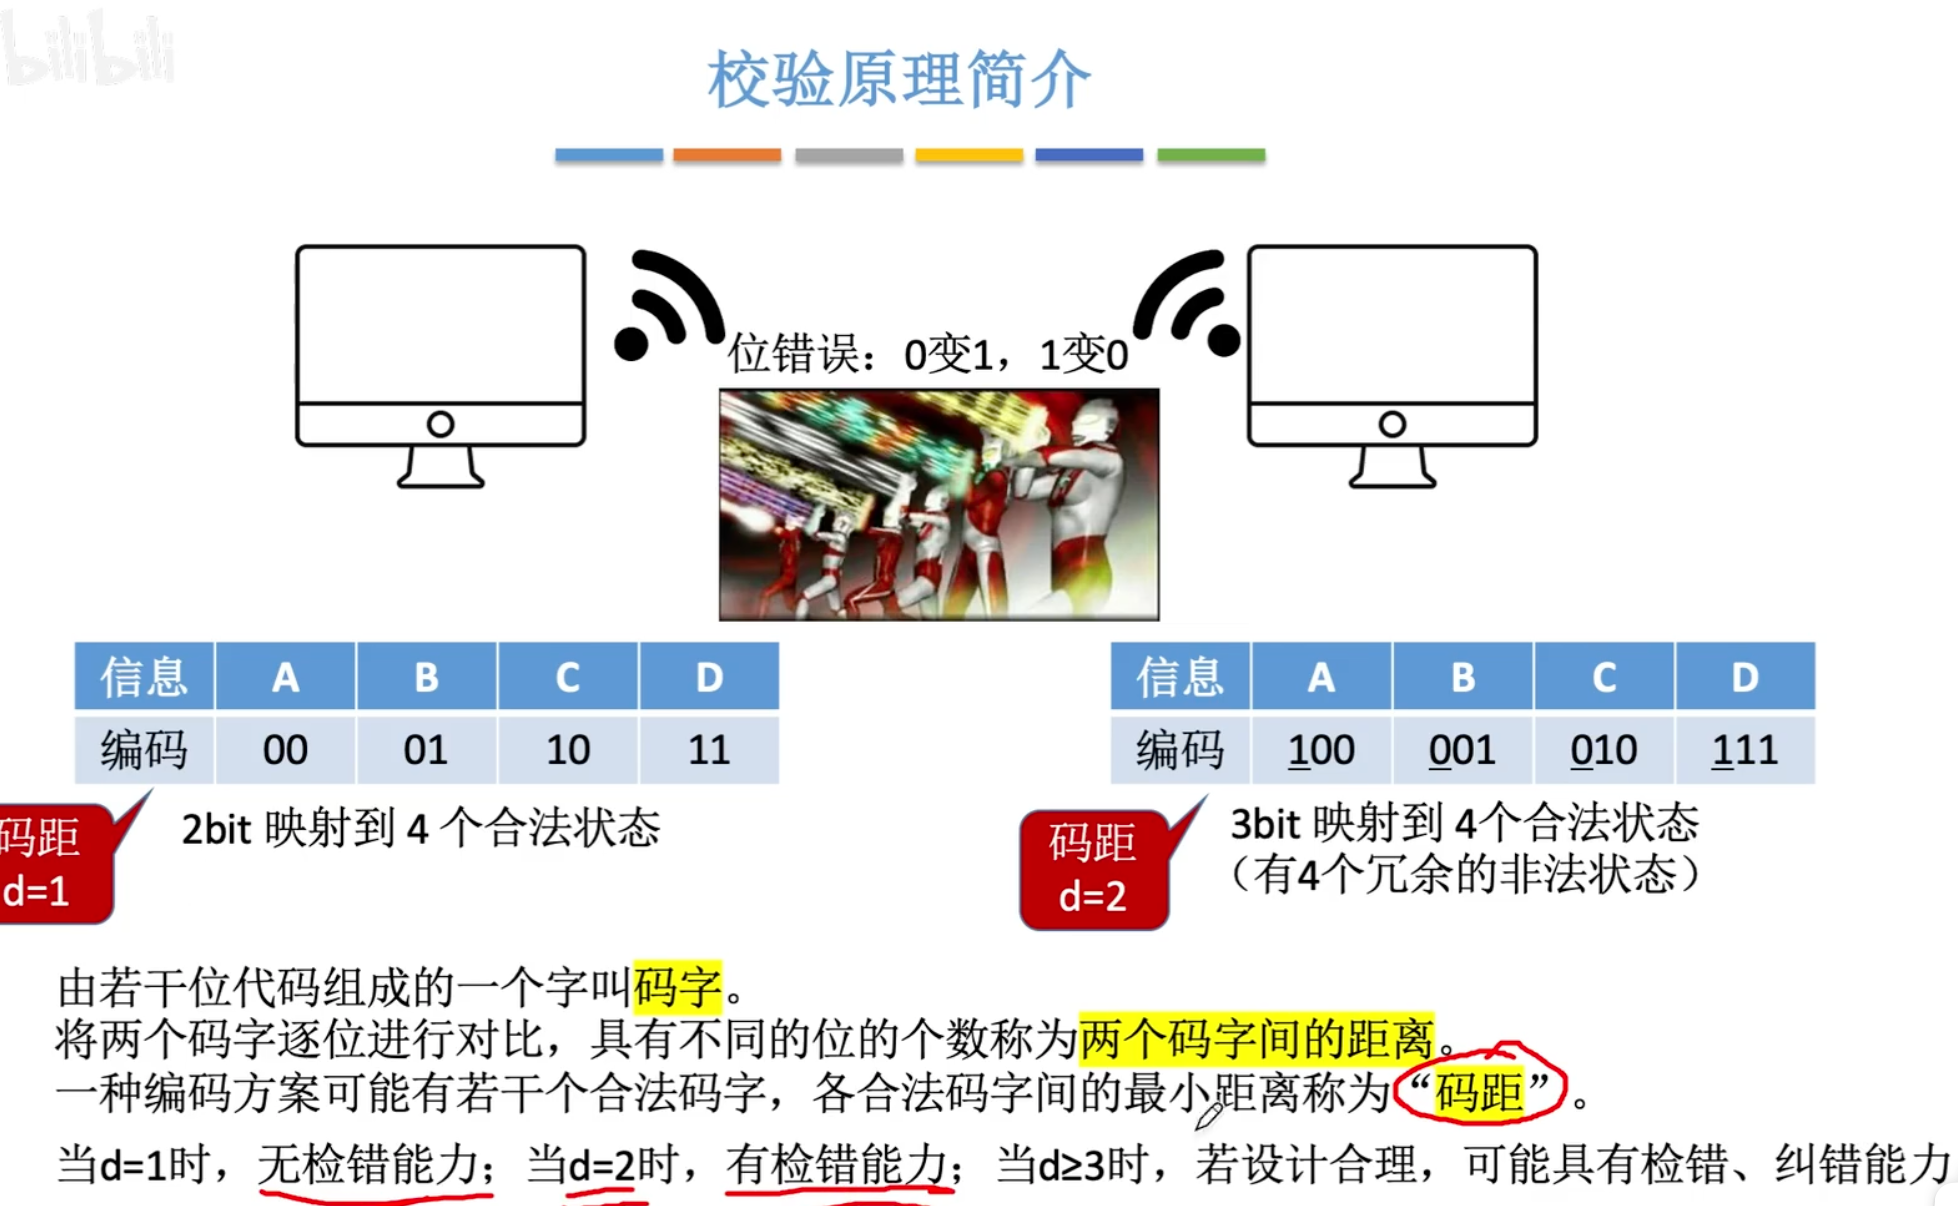 bilibili
校验原理简介
位错误：0变1，1变0
信息 A B C D
编码 00 01 10 11
信息 A B C D
编码 100 001 010 111
码距
d=1
2bit 映射到 4 个合法状态
码距
d=2
3bit 映射到 4个合法状态
（有4个冗余的非法状态）
由若干位代码组成的一个字叫码字。
将两个码字逐位进行对比，具有不同的位的个数称为两个码字间的距离。
一种编码方案可能有若干个合法码字，各合法码字间的最小距离称为“码距”。
当d=1时，无检错能力；当d=2时，有检错能力；当d≥3时，若设计合理，可能具有检错、纠错能力